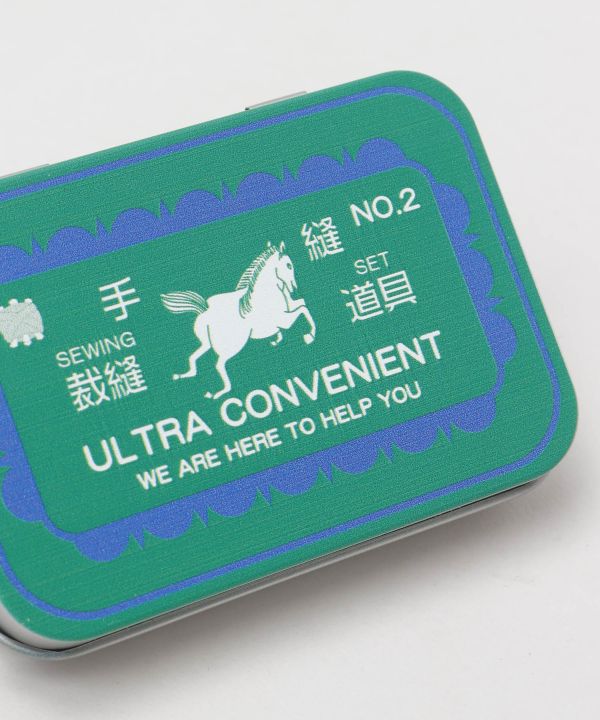 手 縫 NO.2
SEWING SET
裁縫 道具
ULTRA CONVENIENT
WE ARE HERE TO HELP YOU